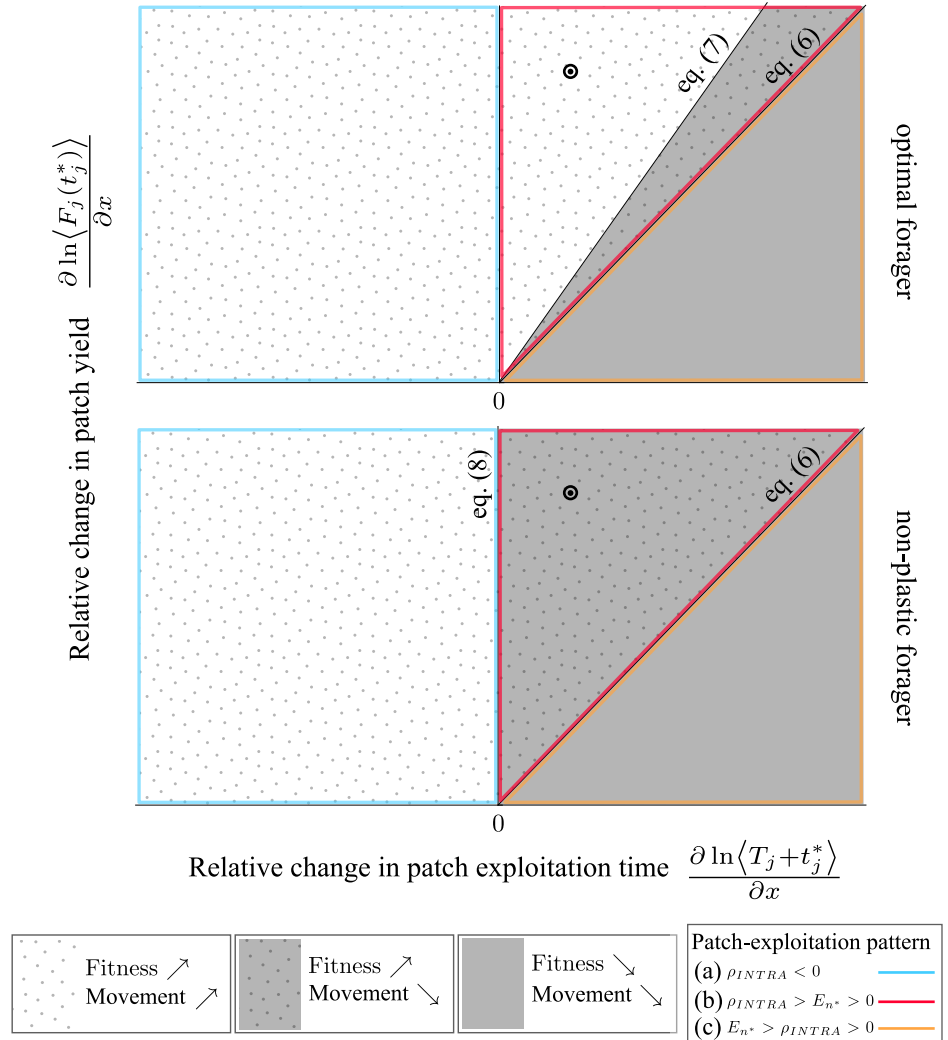 eq. (7)
eq. (6)
optimal forager
0
∂ ln⟨F_j(t_j^*)⟩ / ∂x
Relative change in patch yield
eq. (8)
eq. (6)
non-plastic forager
0
Relative change in patch exploitation time ∂ ln⟨T_j+t_j^*⟩ / ∂x
Fitness ↗
Movement ↗
Fitness ↗
Movement ↘
Fitness ↘
Movement ↘
Patch-exploitation pattern
(a) ρ_INTRA < 0
(b) ρ_INTRA > E_n* > 0
(c) E_n* > ρ_INTRA > 0